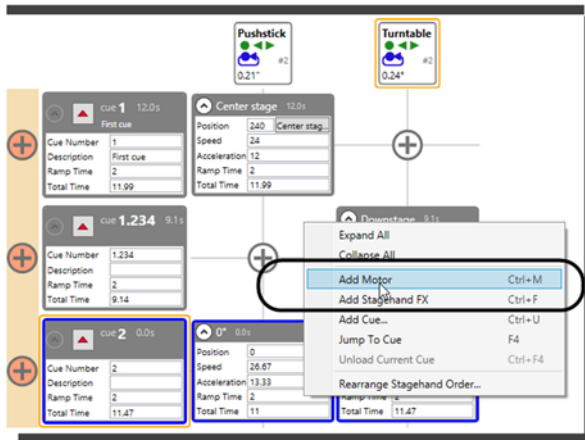 Pushstick
#2
0.21"
Turntable
#2
0.24°
cue 1 12.0s
First cue
Cue Number 1
Description First cue
Ramp Time 2
Total Time 11.99
Center stage 12.0s
Position 240 Center stag...
Speed 24
Acceleration 12
Ramp Time 2
Total Time 11.99
cue 1.234 9.1s
Cue Number 1.234
Description
Ramp Time 2
Total Time 9.14
Downstage 9.1s
Expand All
Collapse All
Add Motor Ctrl+M
Add Stagehand FX Ctrl+F
Add Cue... Ctrl+U
Jump To Cue F4
Unload Current Cue Ctrl+F4
Rearrange Stagehand Order...
cue 2 0.0s
Cue Number 2
Description
Ramp Time 2
Total Time 11.47
0" 0.0s
Position 0
Speed 26.67
Acceleration 13.33
Ramp Time 2
Total Time 11
Ramp Time 2
Total Time 11.47